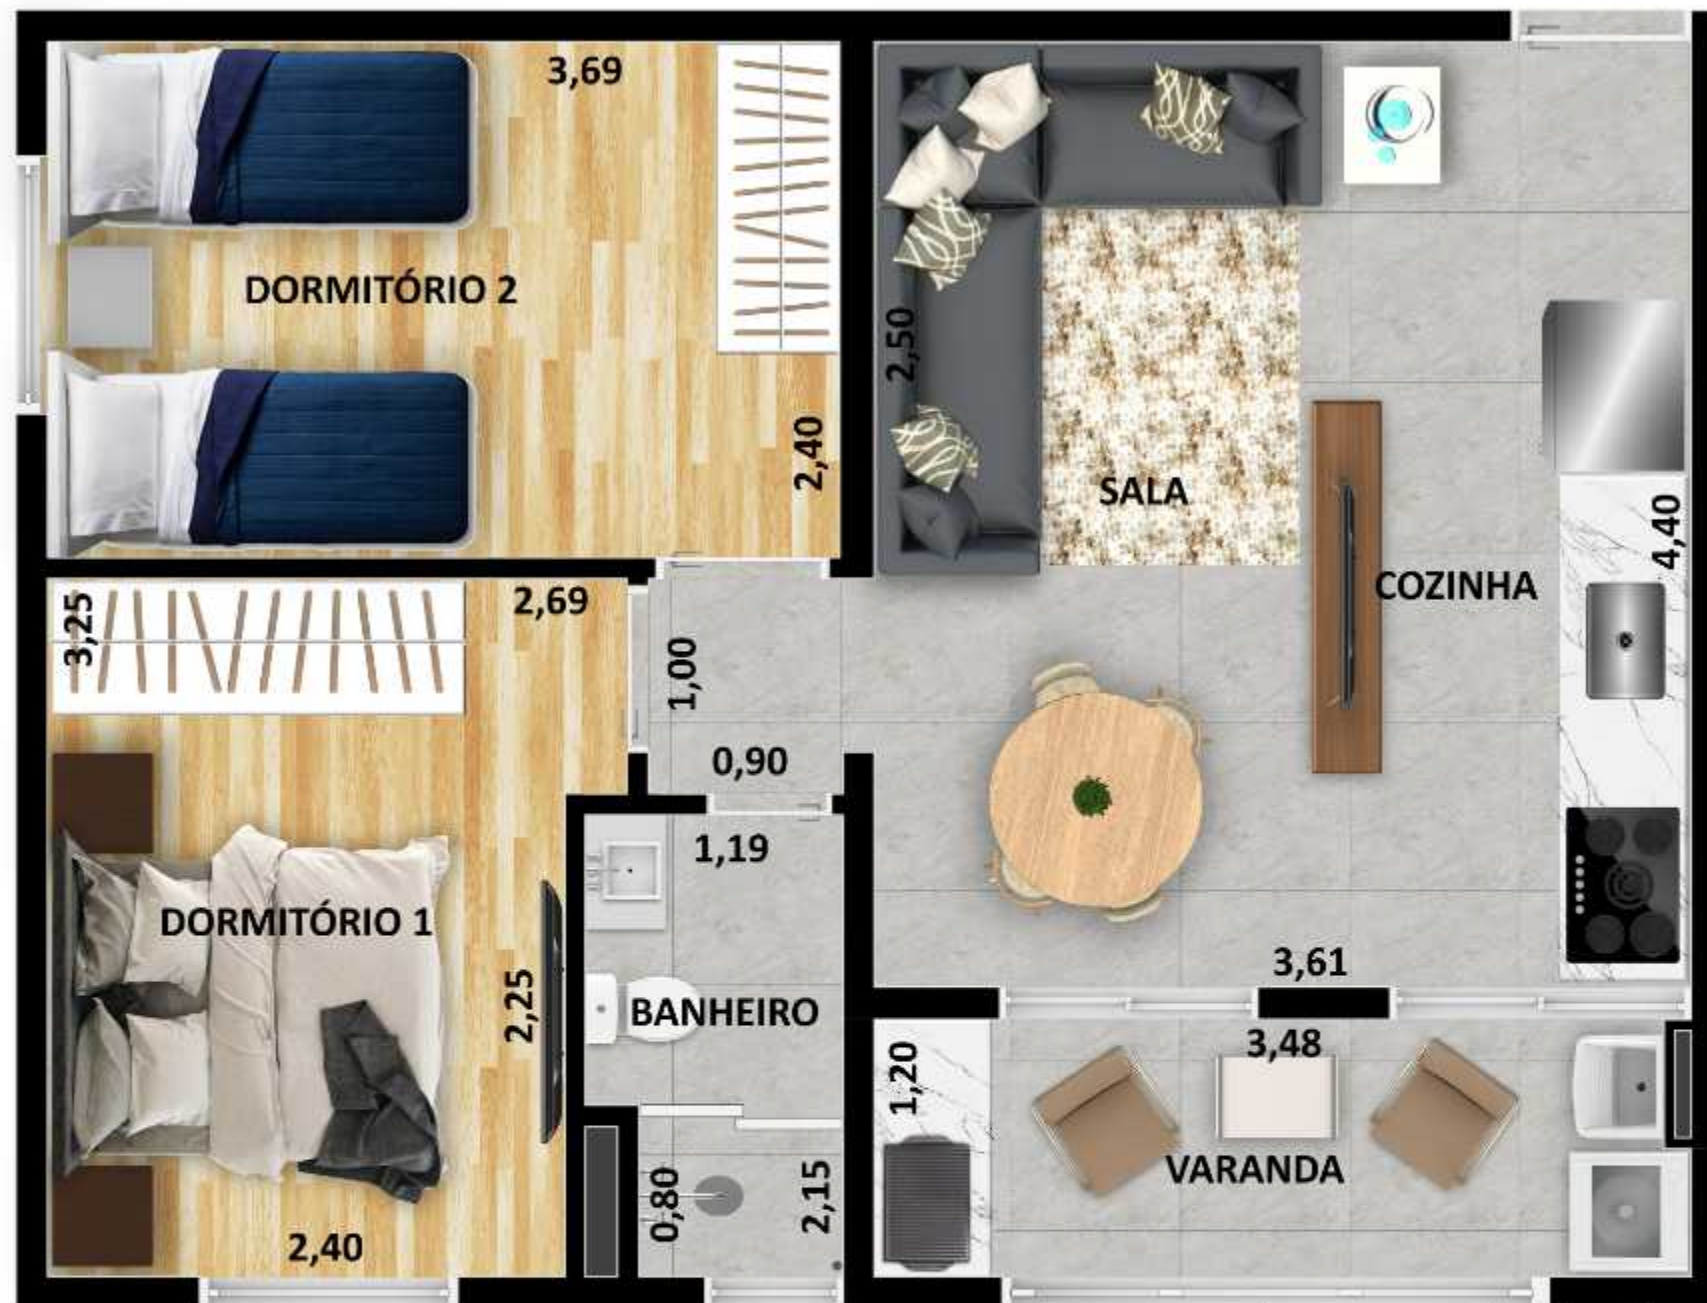 3,69
DORMITÓRIO 2
2,40
2,50
SALA
4,40
COZINHA
3,25
2,69
1,00
0,90
1,19
DORMITÓRIO 1
2,25
BANHEIRO
3,61
3,48
1,20
VARANDA
0,80
2,15
2,40